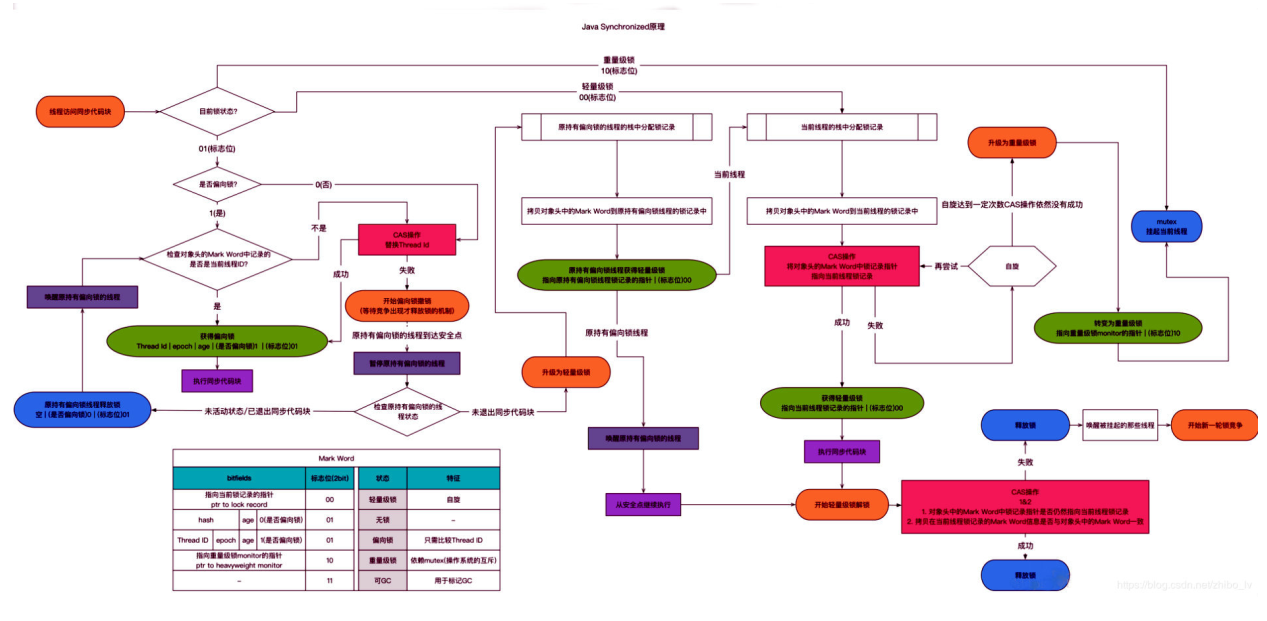 Java Synchronized原理
重量级锁
10(标志位)
轻量级锁
00(标志位)
线程访问同步代码块
目前锁状态?
01(标志位)
是否偏向锁?
0(否)
1(是)
不是
检查对象头的Mark Word中记录的
是否是当前线程ID?
CAS操作
替换Thread Id
成功
失败
唤醒原持有偏向锁的线程
是
获得偏向锁
Thread Id | epoch | age | (是否偏向锁)1 | (标志位)01
执行同步代码块
开始偏向锁撤销
(等待竞争出现才释放锁的机制)
原持有偏向锁的线程到达安全点
暂停原持有偏向锁的线程
检查原持有偏向锁的线
程状态
未活动状态/已退出同步代码块
原持有偏向锁线程释放锁
空 | (是否偏向锁)0 | (标志位)01
未退出同步代码块
升级为轻量级锁
原持有偏向锁的线程的栈中分配锁记录
拷贝对象头中的Mark Word到原持有偏向锁线程的锁记录中
原持有偏向锁线程获得轻量级锁
指向原持有偏向锁线程锁记录的指针 | (标志位)00
当前线程
原持有偏向锁线程
唤醒原持有偏向锁的线程
从安全点继续执行
当前线程的栈中分配锁记录
拷贝对象头中的Mark Word到当前线程的锁记录中
CAS操作
将对象头的Mark Word中锁记录指针
指向当前线程锁记录
再尝试
自旋
自旋达到一定次数CAS操作依然没有成功
升级为重量级锁
成功
失败
mutex
挂起当前线程
转变为重量级锁
指向重量级锁monitor的指针 | (标志位)10
获得轻量级锁
指向当前线程锁记录的指针 | (标志位)00
执行同步代码块
开始轻量级锁解锁
CAS操作
1&2
1. 对象头中的Mark Word中锁记录指针是否仍然指向当前线程锁记录
2. 拷贝在当前线程锁记录的Mark Word信息是否与对象头中的Mark Word一致
失败
释放锁
唤醒被挂起的那些线程
开始新一轮锁竞争
成功
释放锁
Mark Word
bitfields 标志位(2bit) 状态 特征
指向当前锁记录的指针
ptr to lock record
00 轻量级锁 自旋
hash age 0(是否偏向锁) 01 无锁 –
Thread ID epoch age 1(是否偏向锁) 01 偏向锁 只需比较Thread ID
指向重量级锁monitor的指针
ptr to heavyweight monitor
10 重量级锁 依赖mutex(操作系统的互斥)
– 11 可GC 用于标记GC